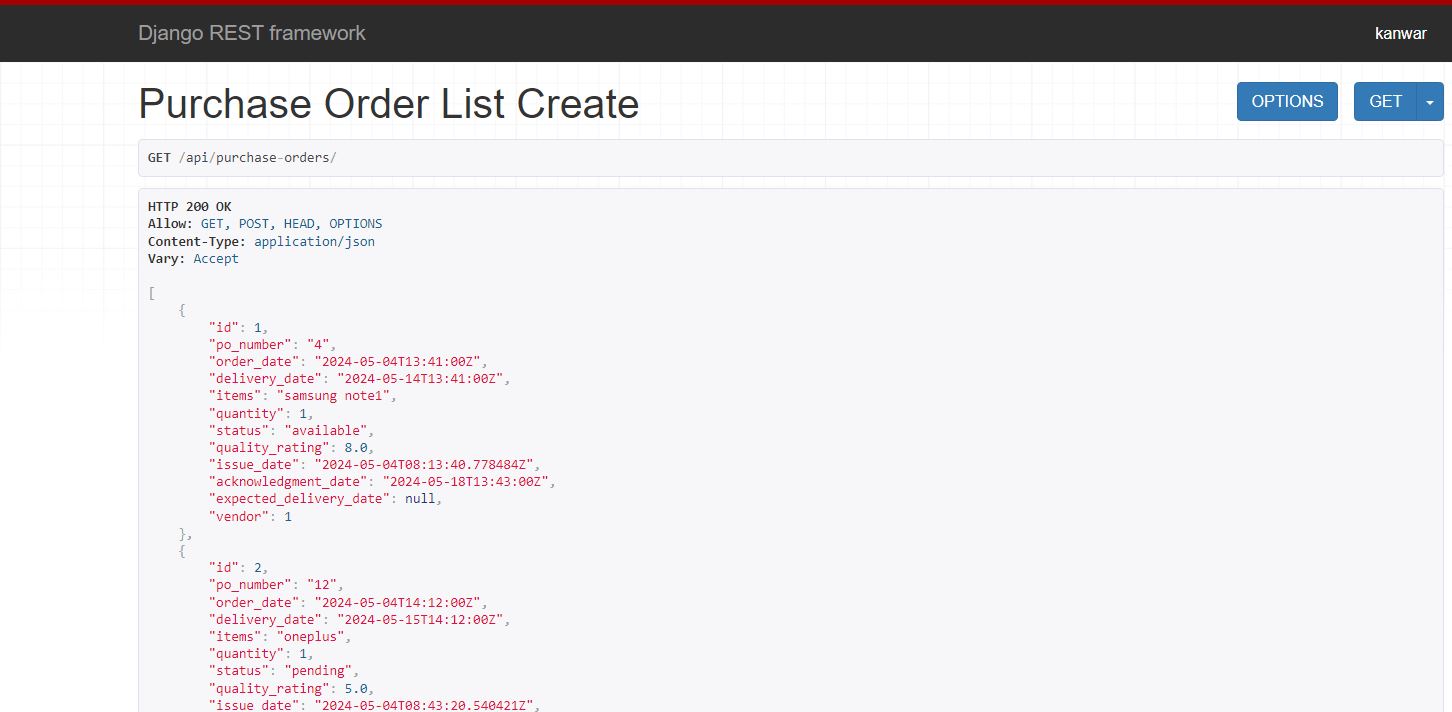 Django REST framework
kanwar
Purchase Order List Create
OPTIONS
GET
GET /api/purchase-orders/
HTTP 200 OK
Allow: GET, POST, HEAD, OPTIONS
Content-Type: application/json
Vary: Accept
[
{
"id": 1,
"po_number": "4",
"order_date": "2024-05-04T13:41:00Z",
"delivery_date": "2024-05-14T13:41:00Z",
"items": "samsung note1",
"quantity": 1,
"status": "available",
"quality_rating": 8.0,
"issue_date": "2024-05-04T08:13:40.778484Z",
"acknowledgment_date": "2024-05-18T13:43:00Z",
"expected_delivery_date": null,
"vendor": 1
},
{
"id": 2,
"po_number": "12",
"order_date": "2024-05-04T14:12:00Z",
"delivery_date": "2024-05-15T14:12:00Z",
"items": "oneplus",
"quantity": 1,
"status": "pending",
"quality_rating": 5.0,
"issue_date": "2024-05-04T08:43:20.540421Z",